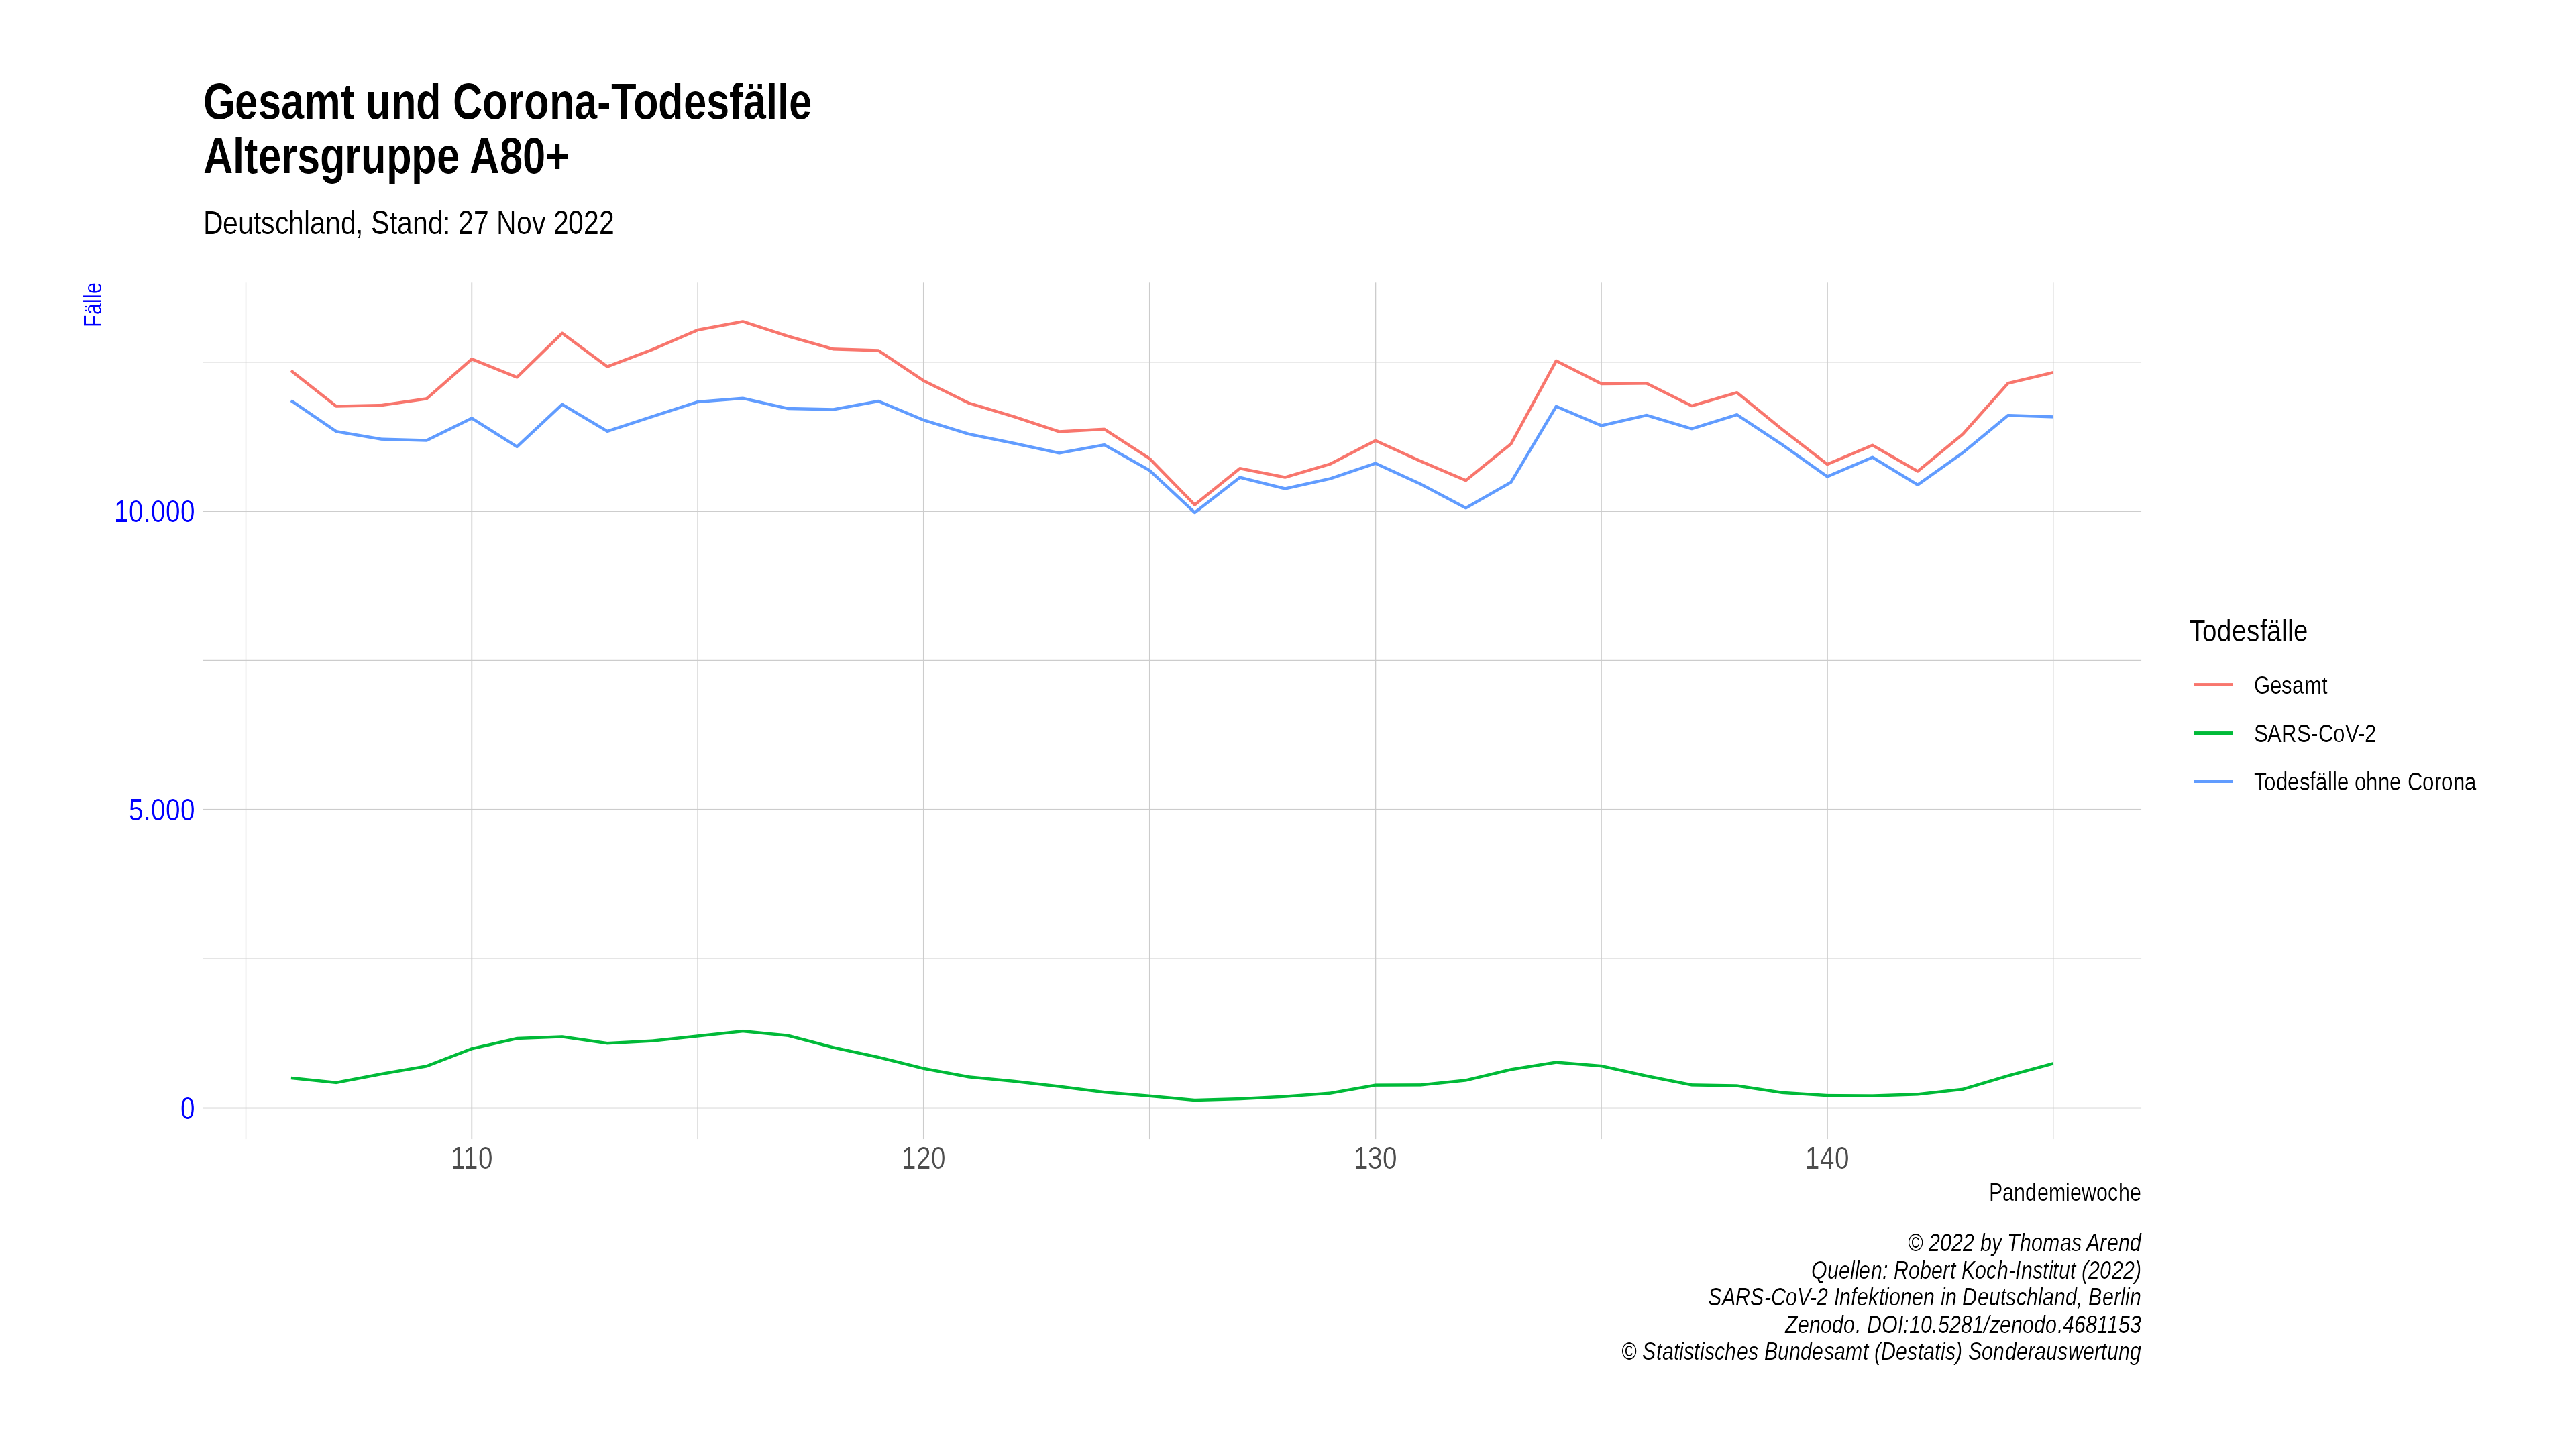 Gesamt und Corona-Todesfälle
Altersgruppe A80+
Deutschland, Stand: 27 Nov 2022
Fälle
10.000
5.000
0
110
120
130
140
Pandemiewoche
Todesfälle
Gesamt
SARS-CoV-2
Todesfälle ohne Corona
© 2022 by Thomas Arend
Quellen: Robert Koch-Institut (2022)
SARS-CoV-2 Infektionen in Deutschland, Berlin
Zenodo. DOI:10.5281/zenodo.4681153
© Statistisches Bundesamt (Destatis) Sonderauswertung